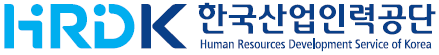 HRDK 한국산업인력공단
Human Resources Development Service of Korea